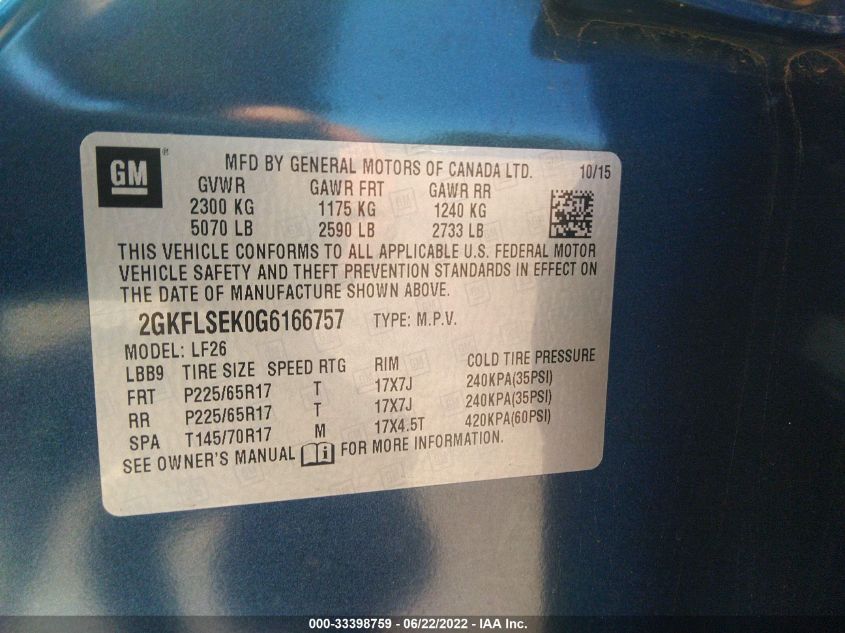 GM ®
MFD BY GENERAL MOTORS OF CANADA LTD. 10/15
GVWR GAWR FRT GAWR RR
2300 KG 1175 KG 1240 KG
5070 LB 2590 LB 2733 LB
THIS VEHICLE CONFORMS TO ALL APPLICABLE U.S. FEDERAL MOTOR
VEHICLE SAFETY AND THEFT PREVENTION STANDARDS IN EFFECT ON
THE DATE OF MANUFACTURE SHOWN ABOVE.
2GKFLSEK0G6166757 TYPE: M.P.V.
MODEL: LF26
LBB9 TIRE SIZE SPEED RTG RIM COLD TIRE PRESSURE
FRT P225/65R17 T 17X7J 240KPA(35PSI)
RR P225/65R17 T 17X7J 240KPA(35PSI)
SPA T145/70R17 M 17X4.5T 420KPA(60PSI)
SEE OWNER'S MANUAL i FOR MORE INFORMATION.
000-33398759 - 06/22/2022 - IAA Inc.